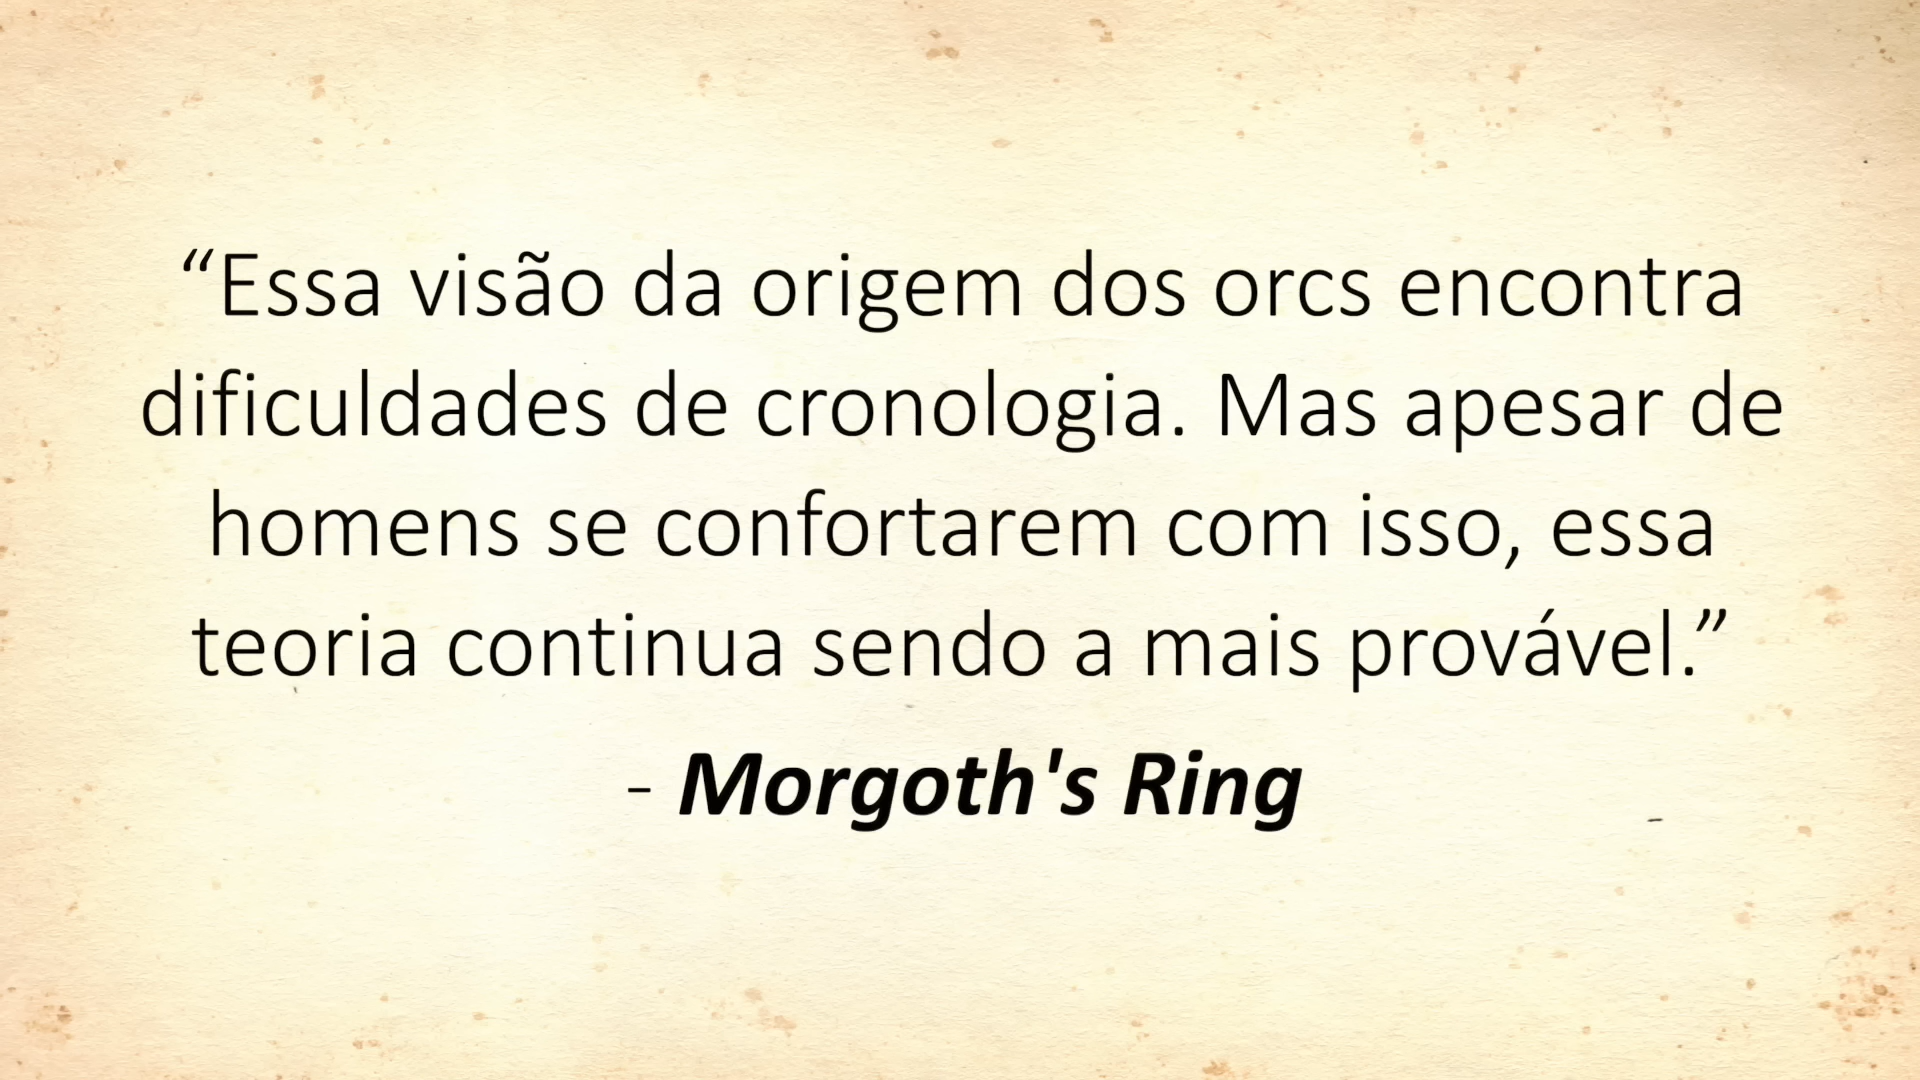 “Essa visão da origem dos orcs encontra
dificuldades de cronologia. Mas apesar de
homens se confortarem com isso, essa
teoria continua sendo a mais provável.”
- Morgoth's Ring